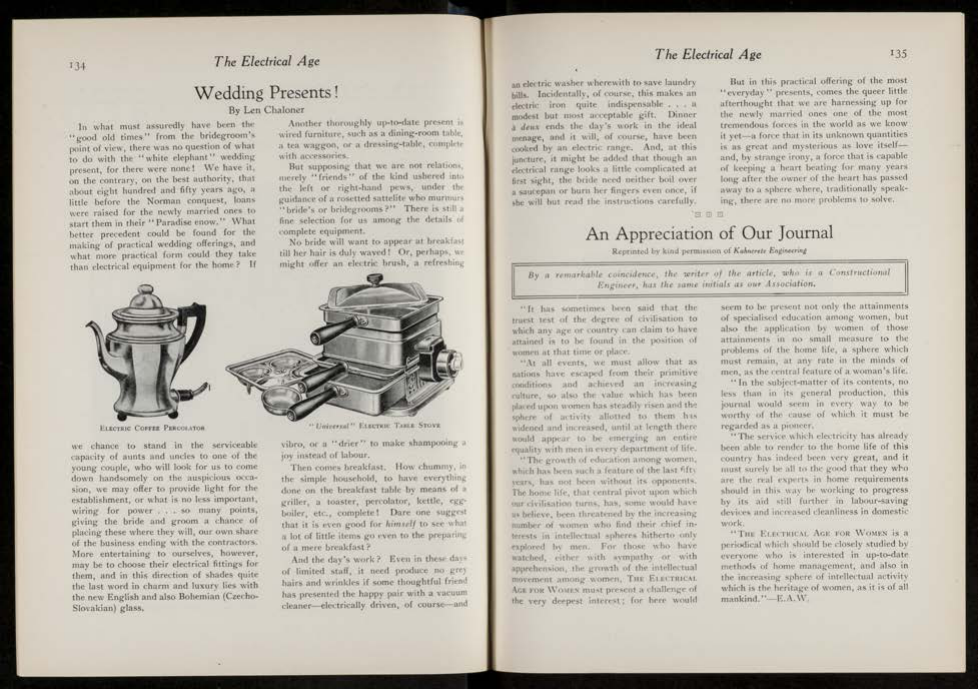 134
The Electrical Age
Wedding Presents!
By Len Chaloner
In what must assuredly have been the
"good old times" from the bridegroom's
point of view, there was no question of what
to do with the "white elephant" wedding
present, for there were none! We have it,
on the contrary, on the best authority, that
about eight hundred and fifty years ago, a
little before the Norman conquest, loans
were raised for the newly married ones to
start them in their "Paradise enow." What
better precedent could be found for the
making of practical wedding offerings, and
what more practical form could they take
than electrical equipment for the home? If
ELECTRIC COFFEE PERCOLATOR
we chance to stand in the serviceable
capacity of aunts and uncles to one of the
young couple, who will look for us to come
down handsomely on the auspicious occa-
sion, we may offer to provide light for the
establishment, or what is no less important,
wiring for power . . . so many points,
giving the bride and groom a chance of
placing these where they will, our own share
of the business ending with the contractors.
More entertaining to ourselves, however,
may be to choose their electrical fittings for
them, and in this direction of shades quite
the last word in charm and luxury lies with
the new English and also Bohemian (Czecho-
Slovakian) glass.
Another thoroughly up-to-date present is
wired furniture, such as a dining-room table,
a tea waggon, or a dressing-table, complete
with accessories.
But supposing that we are not relations,
merely "friends" of the kind ushered into
the left or right-hand pews, under the
guidance of a rosetted sattelite who murmurs
"bride's or bridegrooms?" There is still a
fine selection for us among the details of
complete equipment.
No bride will want to appear at breakfast
till her hair is duly waved! Or, perhaps, we
might offer an electric brush, a refreshing
"Universal" ELECTRIC TABLE STOVE
vibro, or a "drier" to make shampooing a
joy instead of labour.
Then comes breakfast. How chummy, in
the simple household, to have everything
done on the breakfast table by means of a
griller, a toaster, percolator, kettle, egg-
boiler, etc., complete! Dare one suggest
that it is even good for himself to see what
a lot of little items go even to the preparing
of a mere breakfast?
And the day's work? Even in these days
of limited staff, it need produce no grey
hairs and wrinkles if some thoughtful friend
has presented the happy pair with a vacuum
cleaner—electrically driven, of course—and
The Electrical Age
135
an electric washer wherewith to save laundry
bills. Incidentally, of course, this makes an
electric iron quite indispensable . . . a
modest but most acceptable gift. Dinner
à deux ends the day's work in the ideal
menage, and it will, of course, have been
cooked by an electric range. And, at this
juncture, it might be added that though an
electrical range looks a little complicated at
first sight, the bride need neither boil over
a saucepan or burn her fingers even once, if
she will but read the instructions carefully.
But in this practical offering of the most
"everyday" presents, comes the queer little
afterthought that we are harnessing up for
the newly married ones one of the most
tremendous forces in the world as we know
it yet—a force that in its unknown quantities
is as great and mysterious as love itself—
and, by strange irony, a force that is capable
of keeping a heart beating for many years
long after the owner of the heart has passed
away to a sphere where, traditionally speak-
ing, there are no more problems to solve.
An Appreciation of Our Journal
Reprinted by kind permission of Kahncrete Engineering
By a remarkable coincidence, the writer of the article, who is a Constructional
Engineer, has the same initials as our Association.
"It has sometimes been said that the
truest test of the degree of civilisation to
which any age or country can claim to have
attained is to be found in the position of
women at that time or place.
"At all events, we must allow that as
nations have escaped from their primitive
conditions and achieved an increasing
culture, so also the value which has been
placed upon women has steadily risen and the
sphere of activity allotted to them has
widened and increased, until at length there
would appear to be emerging an entire
equality with men in every department of life.
"The growth of education among women,
which has been such a feature of the last fifty
years, has not been without its opponents.
The home life, that central pivot upon which
our civilisation turns, has, some would have
us believe, been threatened by the increasing
number of women who find their chief in-
terests in intellectual spheres hitherto only
explored by men. For those who have
watched, either with sympathy or with
apprehension, the growth of the intellectual
movement among women, THE ELECTRICAL
AGE FOR WOMEN must present a challenge of
the very deepest interest; for here would
seem to be present not only the attainments
of specialised education among women, but
also the application by women of those
attainments in no small measure to the
problems of the home life, a sphere which
must remain, at any rate in the minds of
men, as the central feature of a woman's life.
"In the subject-matter of its contents, no
less than in its general production, this
journal would seem in every way to be
worthy of the cause of which it must be
regarded as a pioneer.
"The service which electricity has already
been able to render to the home life of this
country has indeed been very great, and it
must surely be all to the good that they who
are the real experts in home requirements
should in this way be working to progress
by its aid still further in labour-saving
devices and increased cleanliness in domestic
work.
"THE ELECTRICAL AGE FOR WOMEN is a
periodical which should be closely studied by
everyone who is interested in up-to-date
methods of home management, and also in
the increasing sphere of intellectual activity
which is the heritage of women, as it is of all
mankind."—E.A.W.